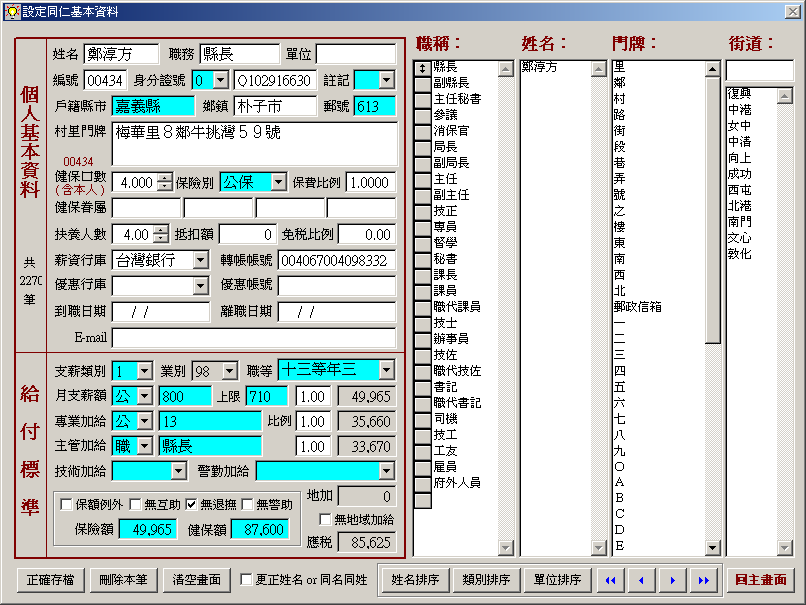 設定同仁基本資料
個人基本資料
共
2270
筆
姓名 鄭淳方 職務 縣長 單位
編號 00434 身分證號 0 Q102916630 註記
戶籍縣市 嘉義縣 鄉鎮 朴子市 郵號 613
村里門牌 梅華里８鄰牛挑灣５９號
00434
健保口數 4.000 保險別 公保 保費比例 1.0000
(含本人)
健保眷屬
扶養人數 4.00 抵扣額 0 免稅比例 0.00
薪資行庫 台灣銀行 轉帳帳號 004067004098332
優惠行庫 優惠帳號
到職日期 / / 離職日期 / /
E-mail
給付標準
支薪類別 1 業別 98 職等 十三等年三
月支薪額 公 800 上限 710 1.00 49,965
專業加給 公 13 比例 1.00 35,660
主管加給 職 縣長 1.00 33,670
技術加給 警勤加給
保額例外 無互助 無退撫 無警助 地加 0
保險額 49,965 健保額 87,600 無地域加給
應稅 85,625
職稱：
縣長
副縣長
主任秘書
參議
消保官
局長
副局長
主任
副主任
技正
專員
督學
秘書
課長
課員
職代課員
技士
辦事員
技佐
職代技佐
書記
職代書記
司機
技工
工友
雇員
府外人員
姓名：
鄭淳方
門牌：
里
鄰
村
路
街
段
巷
弄
號
之
樓
東
南
西
北
郵政信箱
一
二
三
四
五
六
七
八
九
○
A
B
C
D
E
街道：
復興
中港
女中
中清
向上
成功
西屯
北港
南門
文心
敦化
正確存檔 刪除本筆 清空畫面 更正姓名 or 同名同姓 姓名排序 類別排序 單位排序 回主畫面